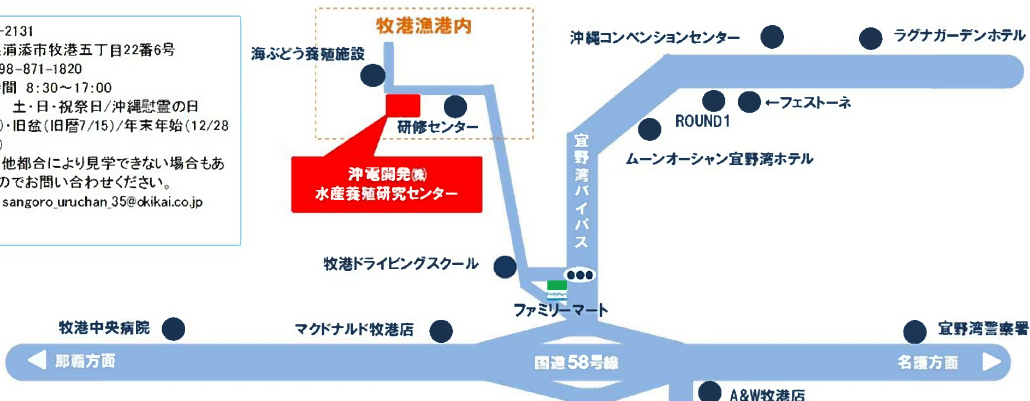 -2131
浦添市牧港五丁目22番6号
98-871-1820
時間 8:30～17:00
土・日・祝祭日/沖縄慰霊の日
)・旧盆(旧暦7/15)/年末年始(12/28
)
他都合により見学できない場合もあ
のでお問い合わせください。
sangoro_uruchan_35@okikai.co.jp
牧港漁港内
海ぶどう養殖施設
研修センター
沖電開発㈱
水産養殖研究センター
沖縄コンベンションセンター
ラグナガーデンホテル
ROUND1
←フェストーネ
ムーンオーシャン宜野湾ホテル
宜野湾バイパス
牧港ドライビングスクール
ファミリーマート
牧港中央病院
マクドナルド牧港店
宜野湾警察署
那覇方面
国道58号線
名護方面
A&W牧港店